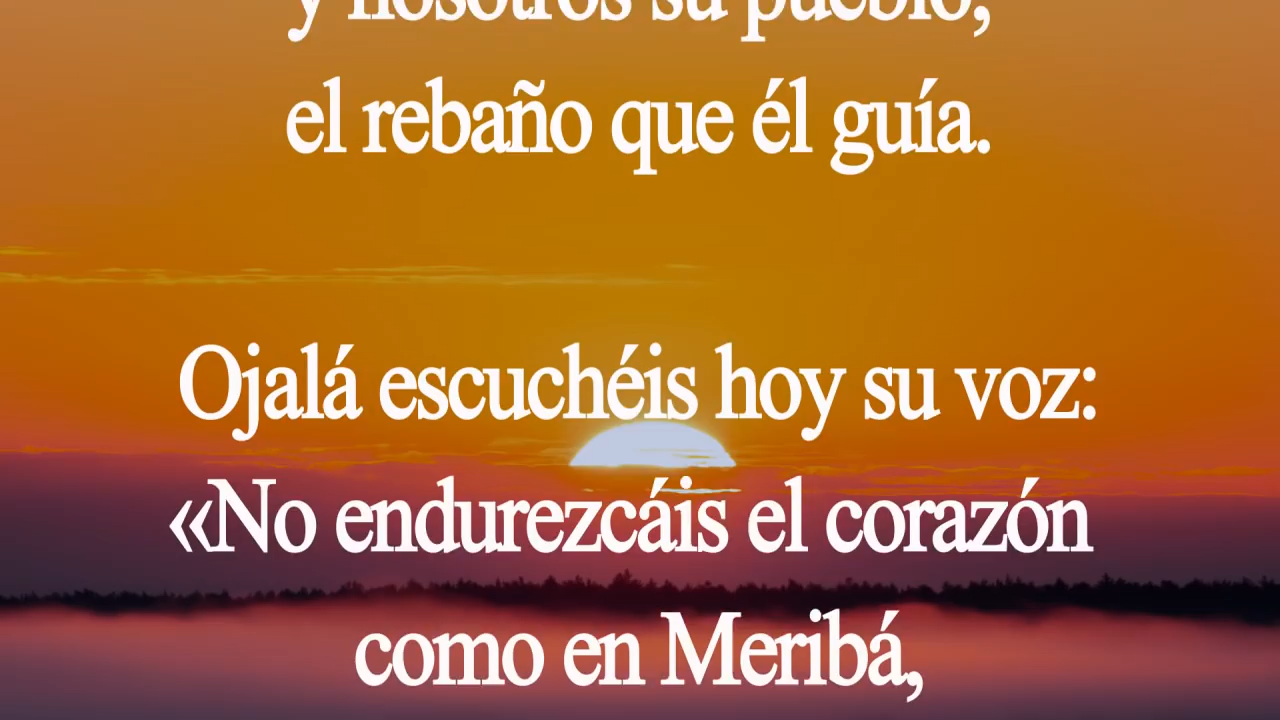 y nosotros su pueblo,
el rebaño que él guía.
Ojalá escuchéis hoy su voz:
«No endurezcáis el corazón
como en Meribá,